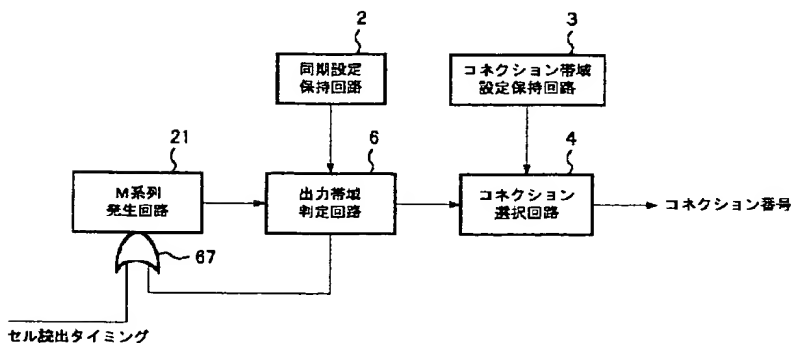 2
同期設定
保持回路
3
コネクション帯域
設定保持回路
21
M系列
発生回路
6
出力帯域
判定回路
4
コネクション
選択回路
コネクション番号
67
セル読出タイミング